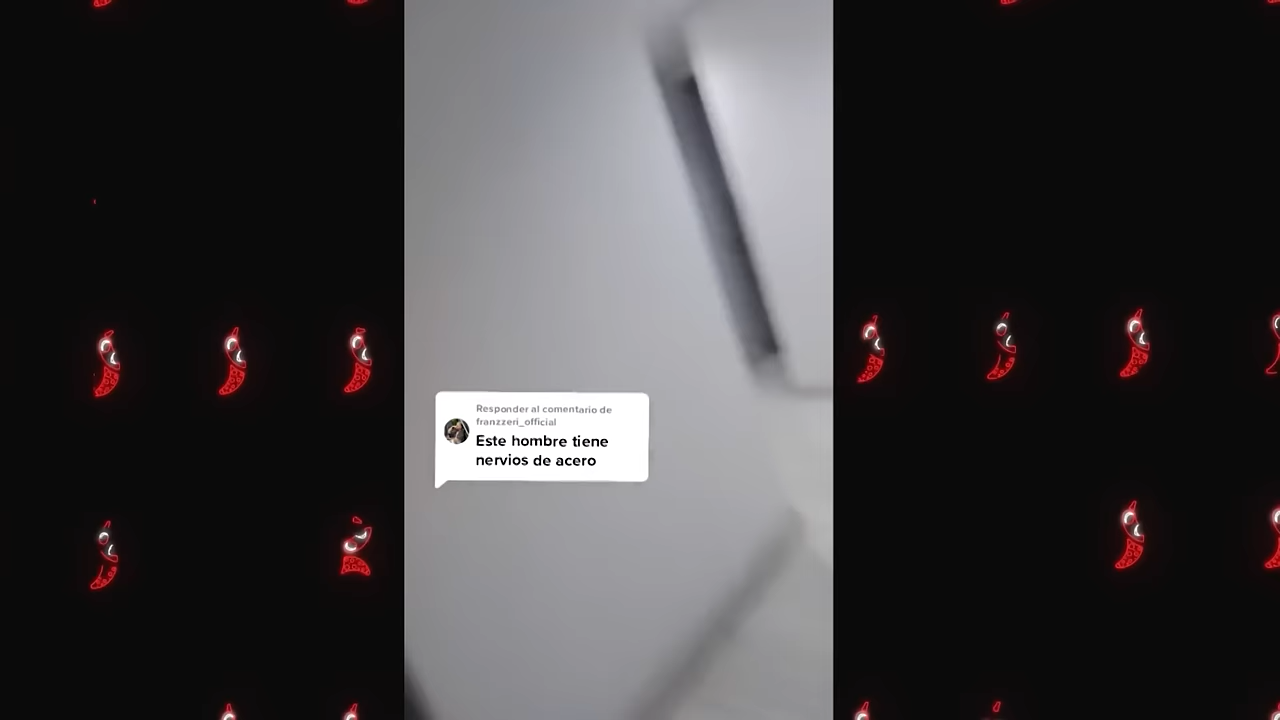 Responder al comentario de
franzzeri_official
Este hombre tiene
nervios de acero